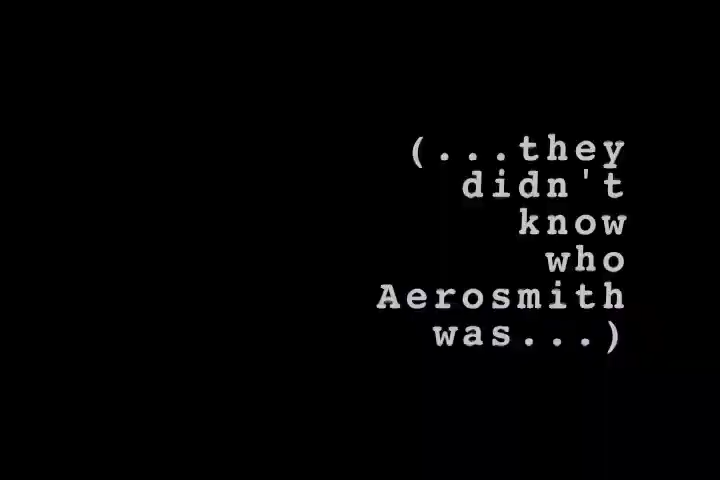 (...they
didn't
know
who
Aerosmith
was...)